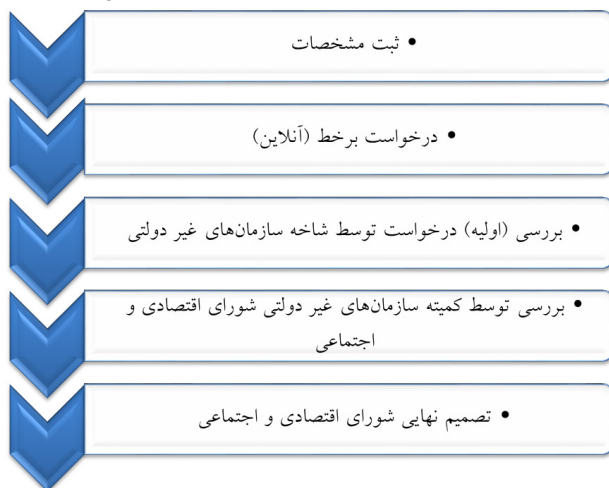 • ثبت مشخصات
• درخواست برخط (آنلاین)
• بررسی (اولیه) درخواست توسط شاخه سازمان‌های غیر دولتی
• بررسی توسط کمیته سازمان‌های غیر دولتی شورای اقتصادی و
اجتماعی
• تصمیم نهایی شورای اقتصادی و اجتماعی